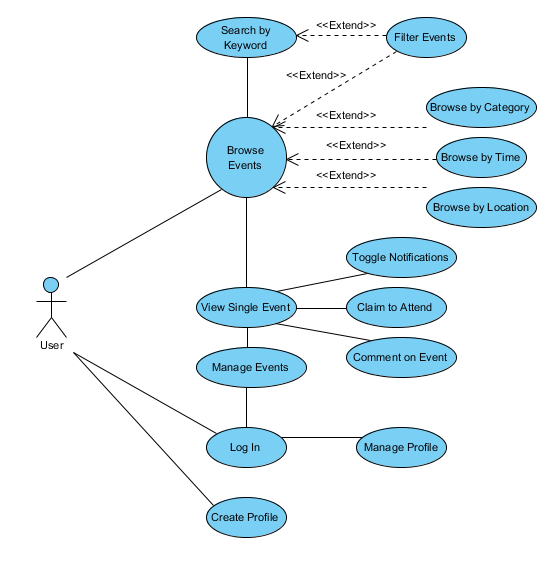 Search by
Keyword
<<Extend>>
Filter Events
<<Extend>>
Browse by Category
<<Extend>>
Browse
Events
<<Extend>>
Browse by Time
<<Extend>>
Browse by Location
Toggle Notifications
View Single Event
Claim to Attend
User
Comment on Event
Manage Events
Log In
Manage Profile
Create Profile